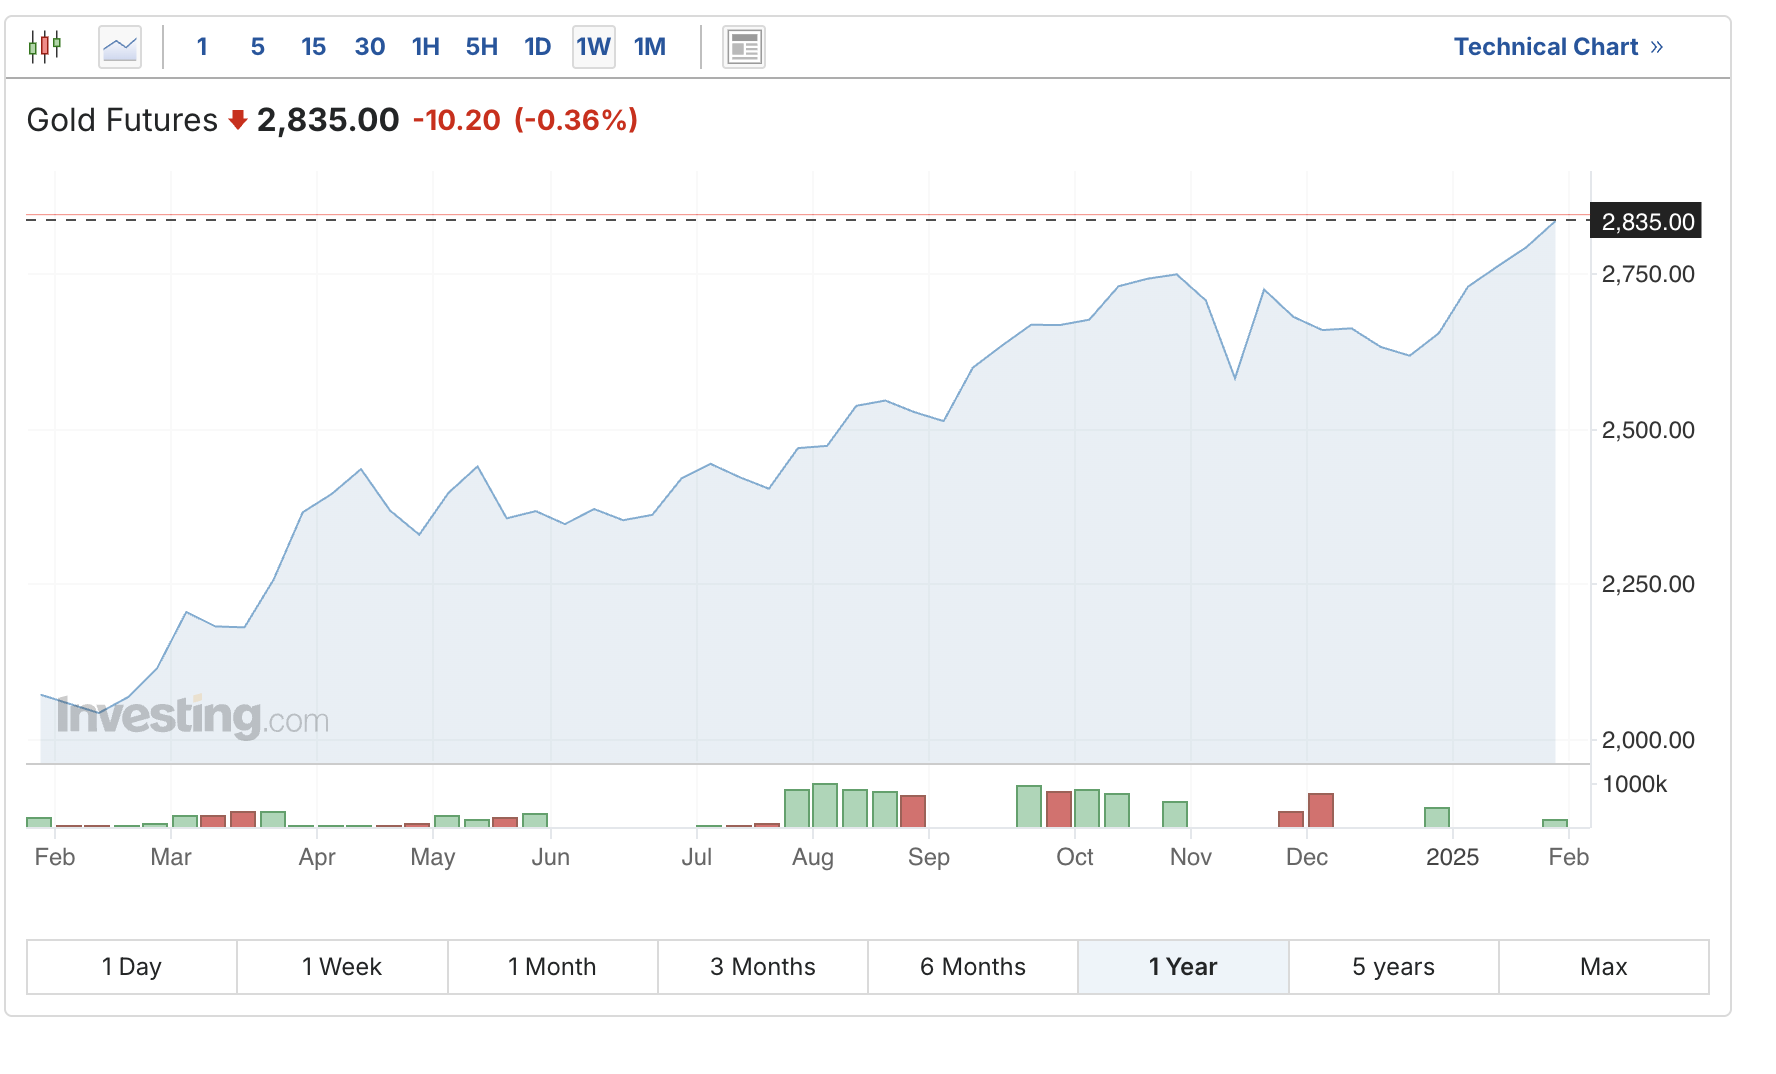 1 5 15 30 1H 5H 1D 1W 1M Technical Chart »
Gold Futures 2,835.00 -10.20 (-0.36%)
2,835.00
2,750.00
2,500.00
2,250.00
2,000.00
Investing.com
1000k
Feb Mar Apr May Jun Jul Aug Sep Oct Nov Dec 2025 Feb
1 Day 1 Week 1 Month 3 Months 6 Months 1 Year 5 years Max